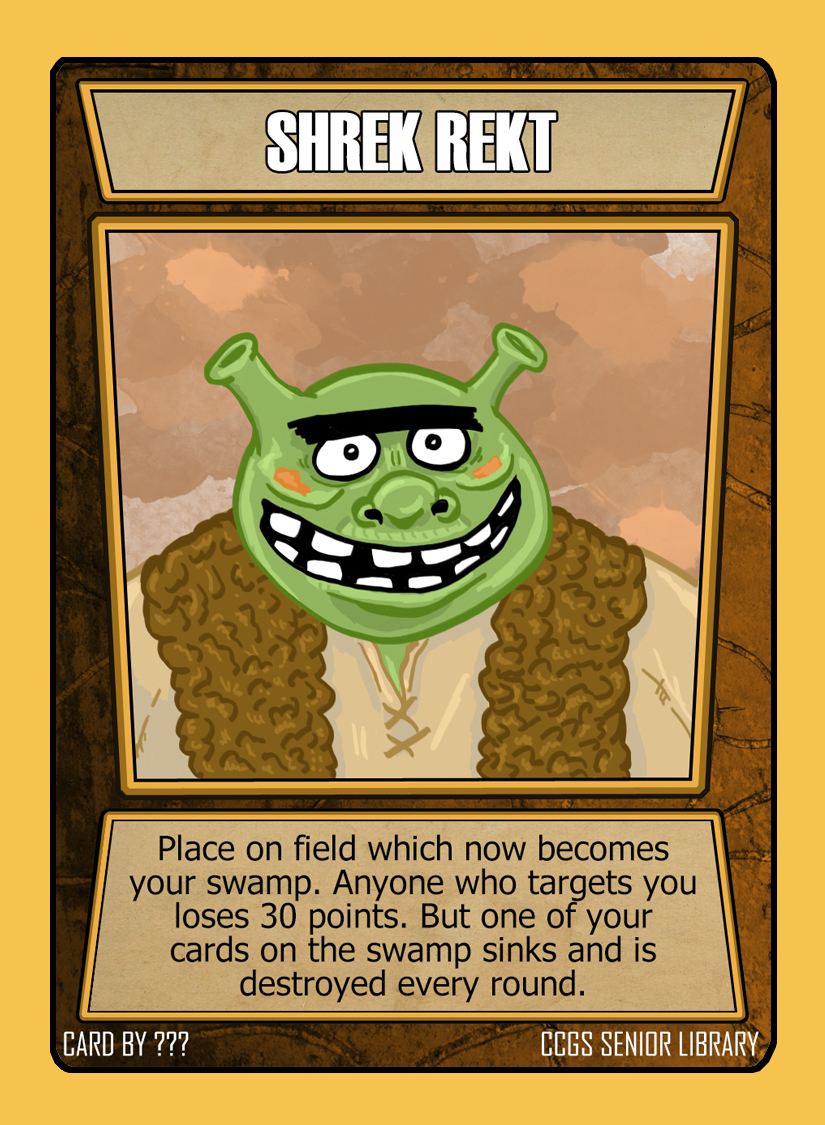 SHREK REKT
Place on field which now becomes
your swamp. Anyone who targets you
loses 30 points. But one of your
cards on the swamp sinks and is
destroyed every round.
CARD BY ???
CCGS SENIOR LIBRARY